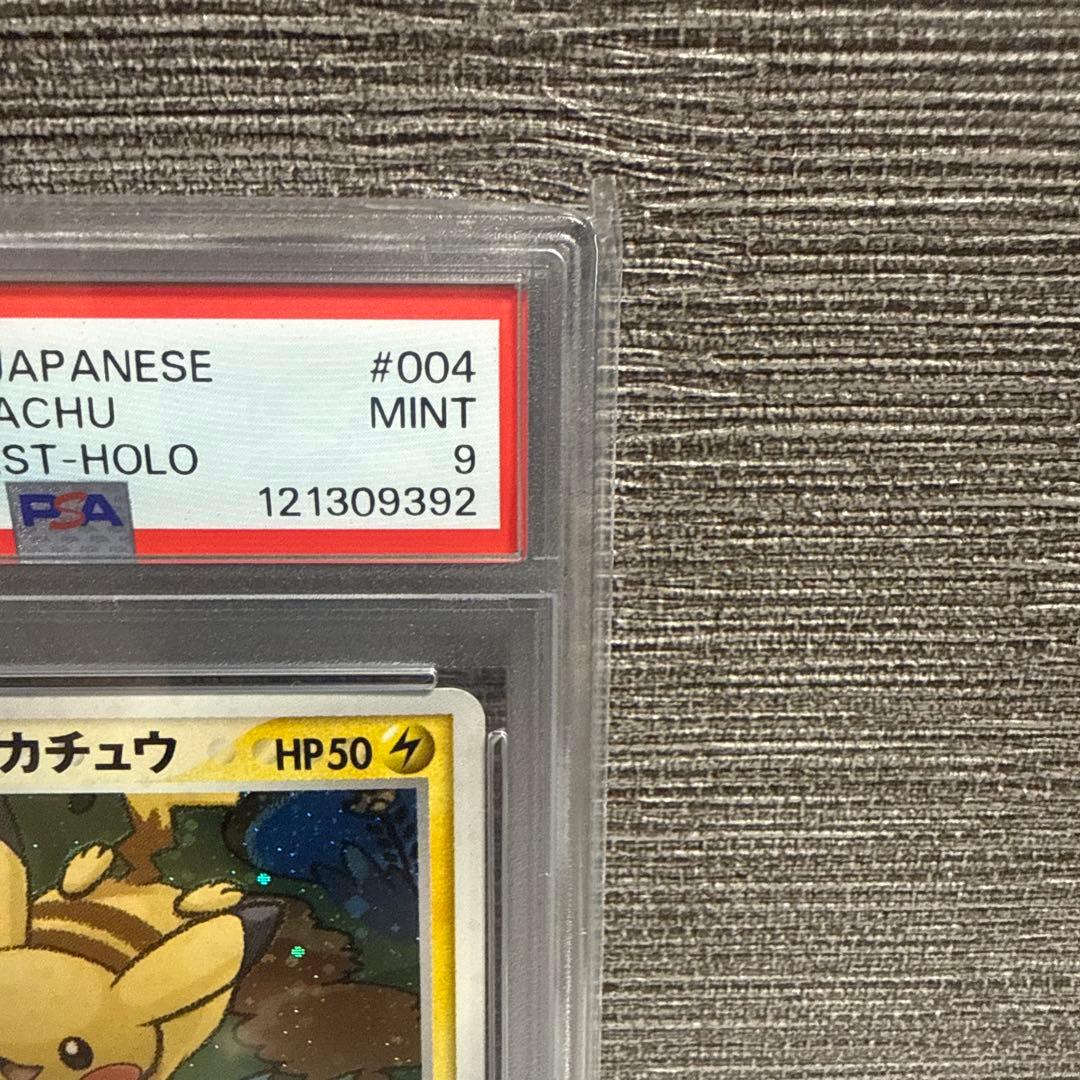 JAPANESE #004
ACHU MINT
ST-HOLO 9
PSA 121309392
カチュウ HP50